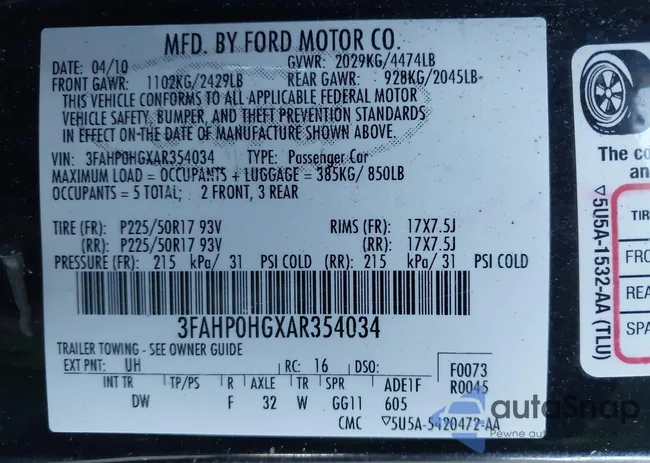 MFD. BY FORD MOTOR CO.
DATE: 04/10 GVWR: 2029KG/4474LB
FRONT GAWR: 1102KG/2429LB REAR GAWR: 928KG/2045LB
THIS VEHICLE CONFORMS TO ALL APPLICABLE FEDERAL MOTOR
VEHICLE SAFETY, BUMPER, AND THEFT PREVENTION STANDARDS
IN EFFECT ON THE DATE OF MANUFACTURE SHOWN ABOVE.
VIN: 3FAHP0HGXAR354034 TYPE: Passenger Car
MAXIMUM LOAD = OCCUPANTS + LUGGAGE = 385KG/ 850LB
OCCUPANTS = 5 TOTAL; 2 FRONT, 3 REAR
TIRE (FR): P225/50R17 93V RIMS (FR): 17X7.5J
(RR): P225/50R17 93V (RR): 17X7.5J
PRESSURE (FR): 215 kPa/ 31 PSI COLD (RR): 215 kPa/ 31 PSI COLD
3FAHP0HGXAR354034
TRAILER TOWING - SEE OWNER GUIDE
EXT PNT: UH RC: 16 DSO: F0073
INT TR TP/PS R AXLE TR SPR ADE1F R0045
DW F 32 W GG11 605
CMC ▽5U5A-5420472-AA
The co
an
TIR
FRO
REA
SPA
▽5U5A-1532-AA (TLU)
autoSnap
Pewne auto